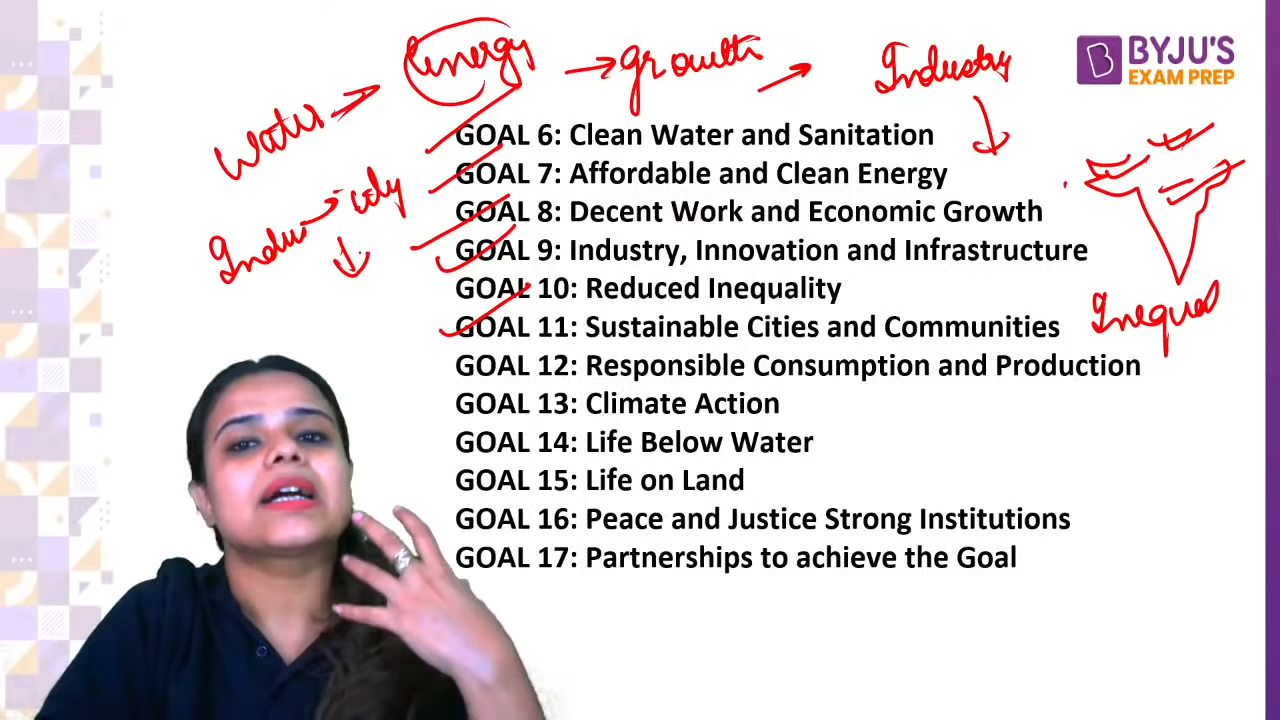 energy → growth → Industry
Water →
BYJU'S
EXAM PREP
GOAL 6: Clean Water and Sanitation
GOAL 7: Affordable and Clean Energy
GOAL 8: Decent Work and Economic Growth
GOAL 9: Industry, Innovation and Infrastructure
GOAL 10: Reduced Inequality
GOAL 11: Sustainable Cities and Communities
GOAL 12: Responsible Consumption and Production
GOAL 13: Climate Action
GOAL 14: Life Below Water
GOAL 15: Life on Land
GOAL 16: Peace and Justice Strong Institutions
GOAL 17: Partnerships to achieve the Goal